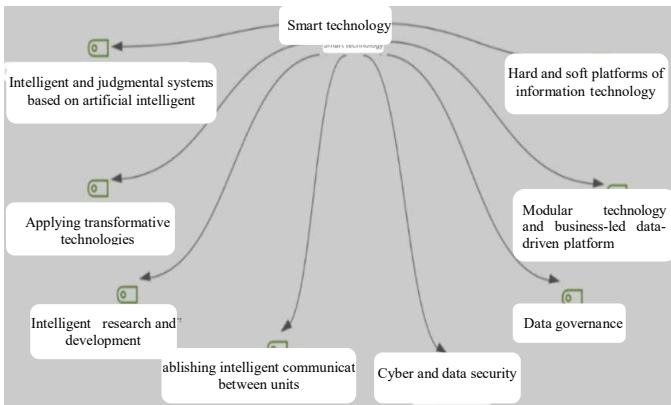 Smart technology
smart technology
Intelligent and judgmental systems
based on artificial intelligent
Hard and soft platforms of
information technology
Applying transformative
technologies
Modular technology
and business-led data-
driven platform
Intelligent research and"
development
Data governance
ablishing intelligent communicat
between units
Cyber and data security